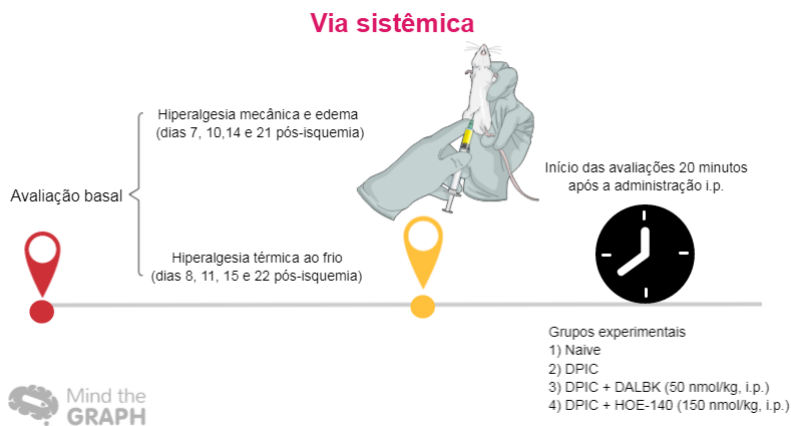 Via sistêmica
Hiperalgesia mecânica e edema
(dias 7, 10,14 e 21 pós-isquemia)
Avaliação basal
Hiperalgesia térmica ao frio
(dias 8, 11, 15 e 22 pós-isquemia)
Início das avaliações 20 minutos
após a administração i.p.
Grupos experimentais
1) Naive
2) DPIC
3) DPIC + DALBK (50 nmol/kg, i.p.)
4) DPIC + HOE-140 (150 nmol/kg, i.p.)
Mind the
GRAPH